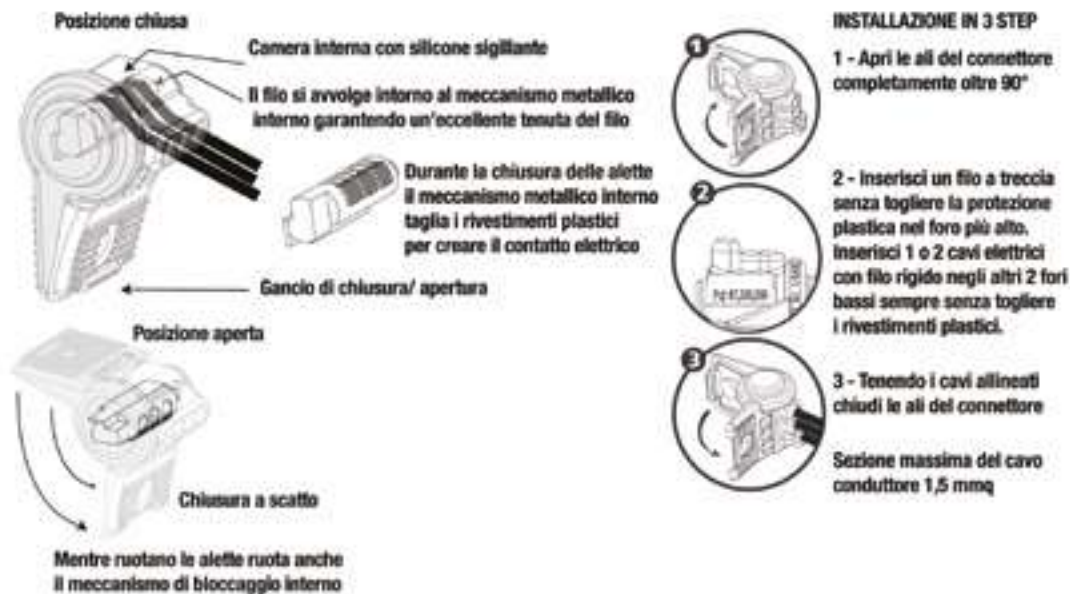 Posizione chiusa
Camera interna con silicone sigillante
Il filo si avvolge intorno al meccanismo metallico
interno garantendo un'eccellente tenuta del filo
Durante la chiusura delle alette
il meccanismo metallico interno
taglia i rivestimenti plastici
per creare il contatto elettrico
Gancio di chiusura/ apertura
Posizione aperta
Chiusura a scatto
Mentre ruotano le alette ruota anche
il meccanismo di bloccaggio interno
INSTALLAZIONE IN 3 STEP
1
1 - Apri le ali del connettore
completamente oltre 90°
2
2 - Inserisci un filo a treccia
senza togliere la protezione
plastica nel foro più alto.
Inserisci 1 o 2 cavi elettrici
con filo rigido negli altri 2 fori
bassi sempre senza togliere
i rivestimenti plastici.
3
3 - Tenendo i cavi allineati
chiudi le ali del connettore
Sezione massima del cavo
conduttore 1,5 mmq